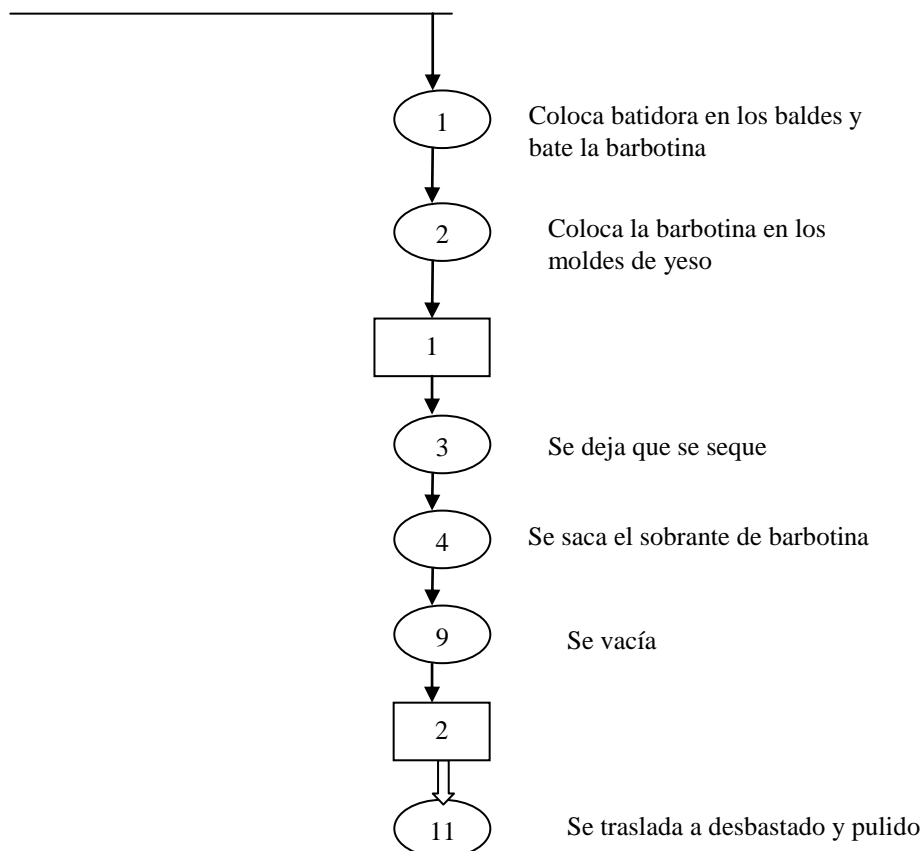 1 Coloca batidora en los baldes y
bate la barbotina
2 Coloca la barbotina en los
moldes de yeso
1
3 Se deja que se seque
4 Se saca el sobrante de barbotina
9 Se vacía
2
11 Se traslada a desbastado y pulido